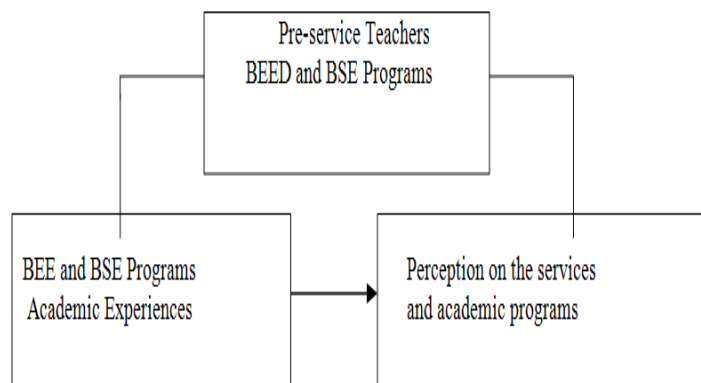 Pre-service Teachers
BEED and BSE Programs
BEE and BSE Programs
Academic Experiences
Perception on the services
and academic programs